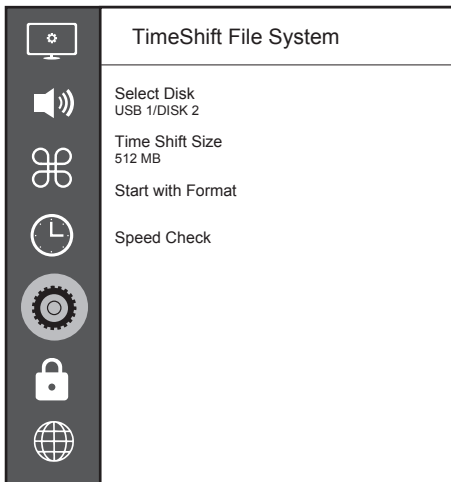 TimeShift File System
Select Disk
USB 1/DISK 2
Time Shift Size
512 MB
Start with Format
Speed Check